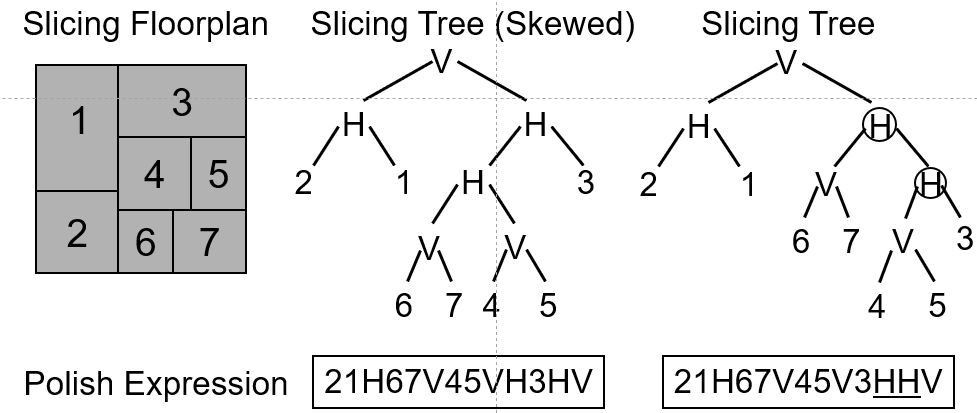 Slicing Floorplan Slicing Tree (Skewed) Slicing Tree
V V
1 3 H H H H
4 5 2 1 H 3 2 1 V H
2 6 7 V V 6 7 V 3
6 7 4 5 4 5
Polish Expression 21H67V45VH3HV 21H67V45V3HHV